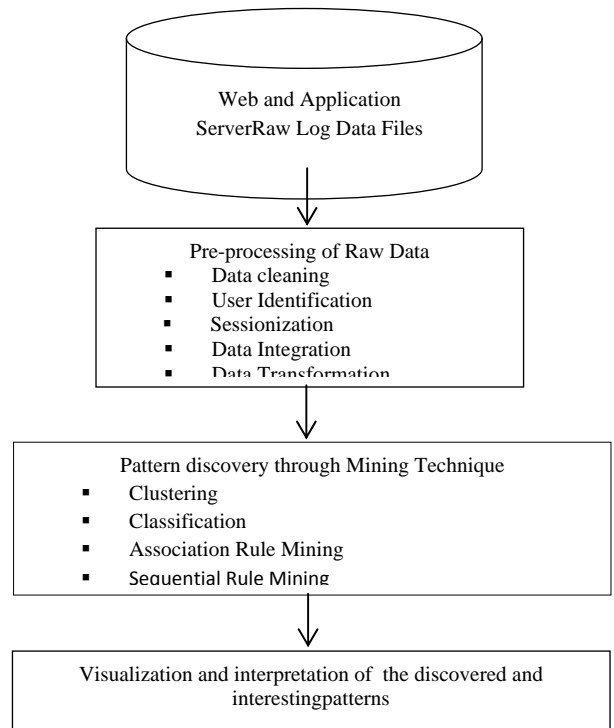 Web and Application
ServerRaw Log Data Files
Pre-processing of Raw Data
▪ Data cleaning
▪ User Identification
▪ Sessionization
▪ Data Integration
▪ Data Transformation
Pattern discovery through Mining Technique
▪ Clustering
▪ Classification
▪ Association Rule Mining
▪ Sequential Rule Mining
Visualization and interpretation of the discovered and
interestingpatterns